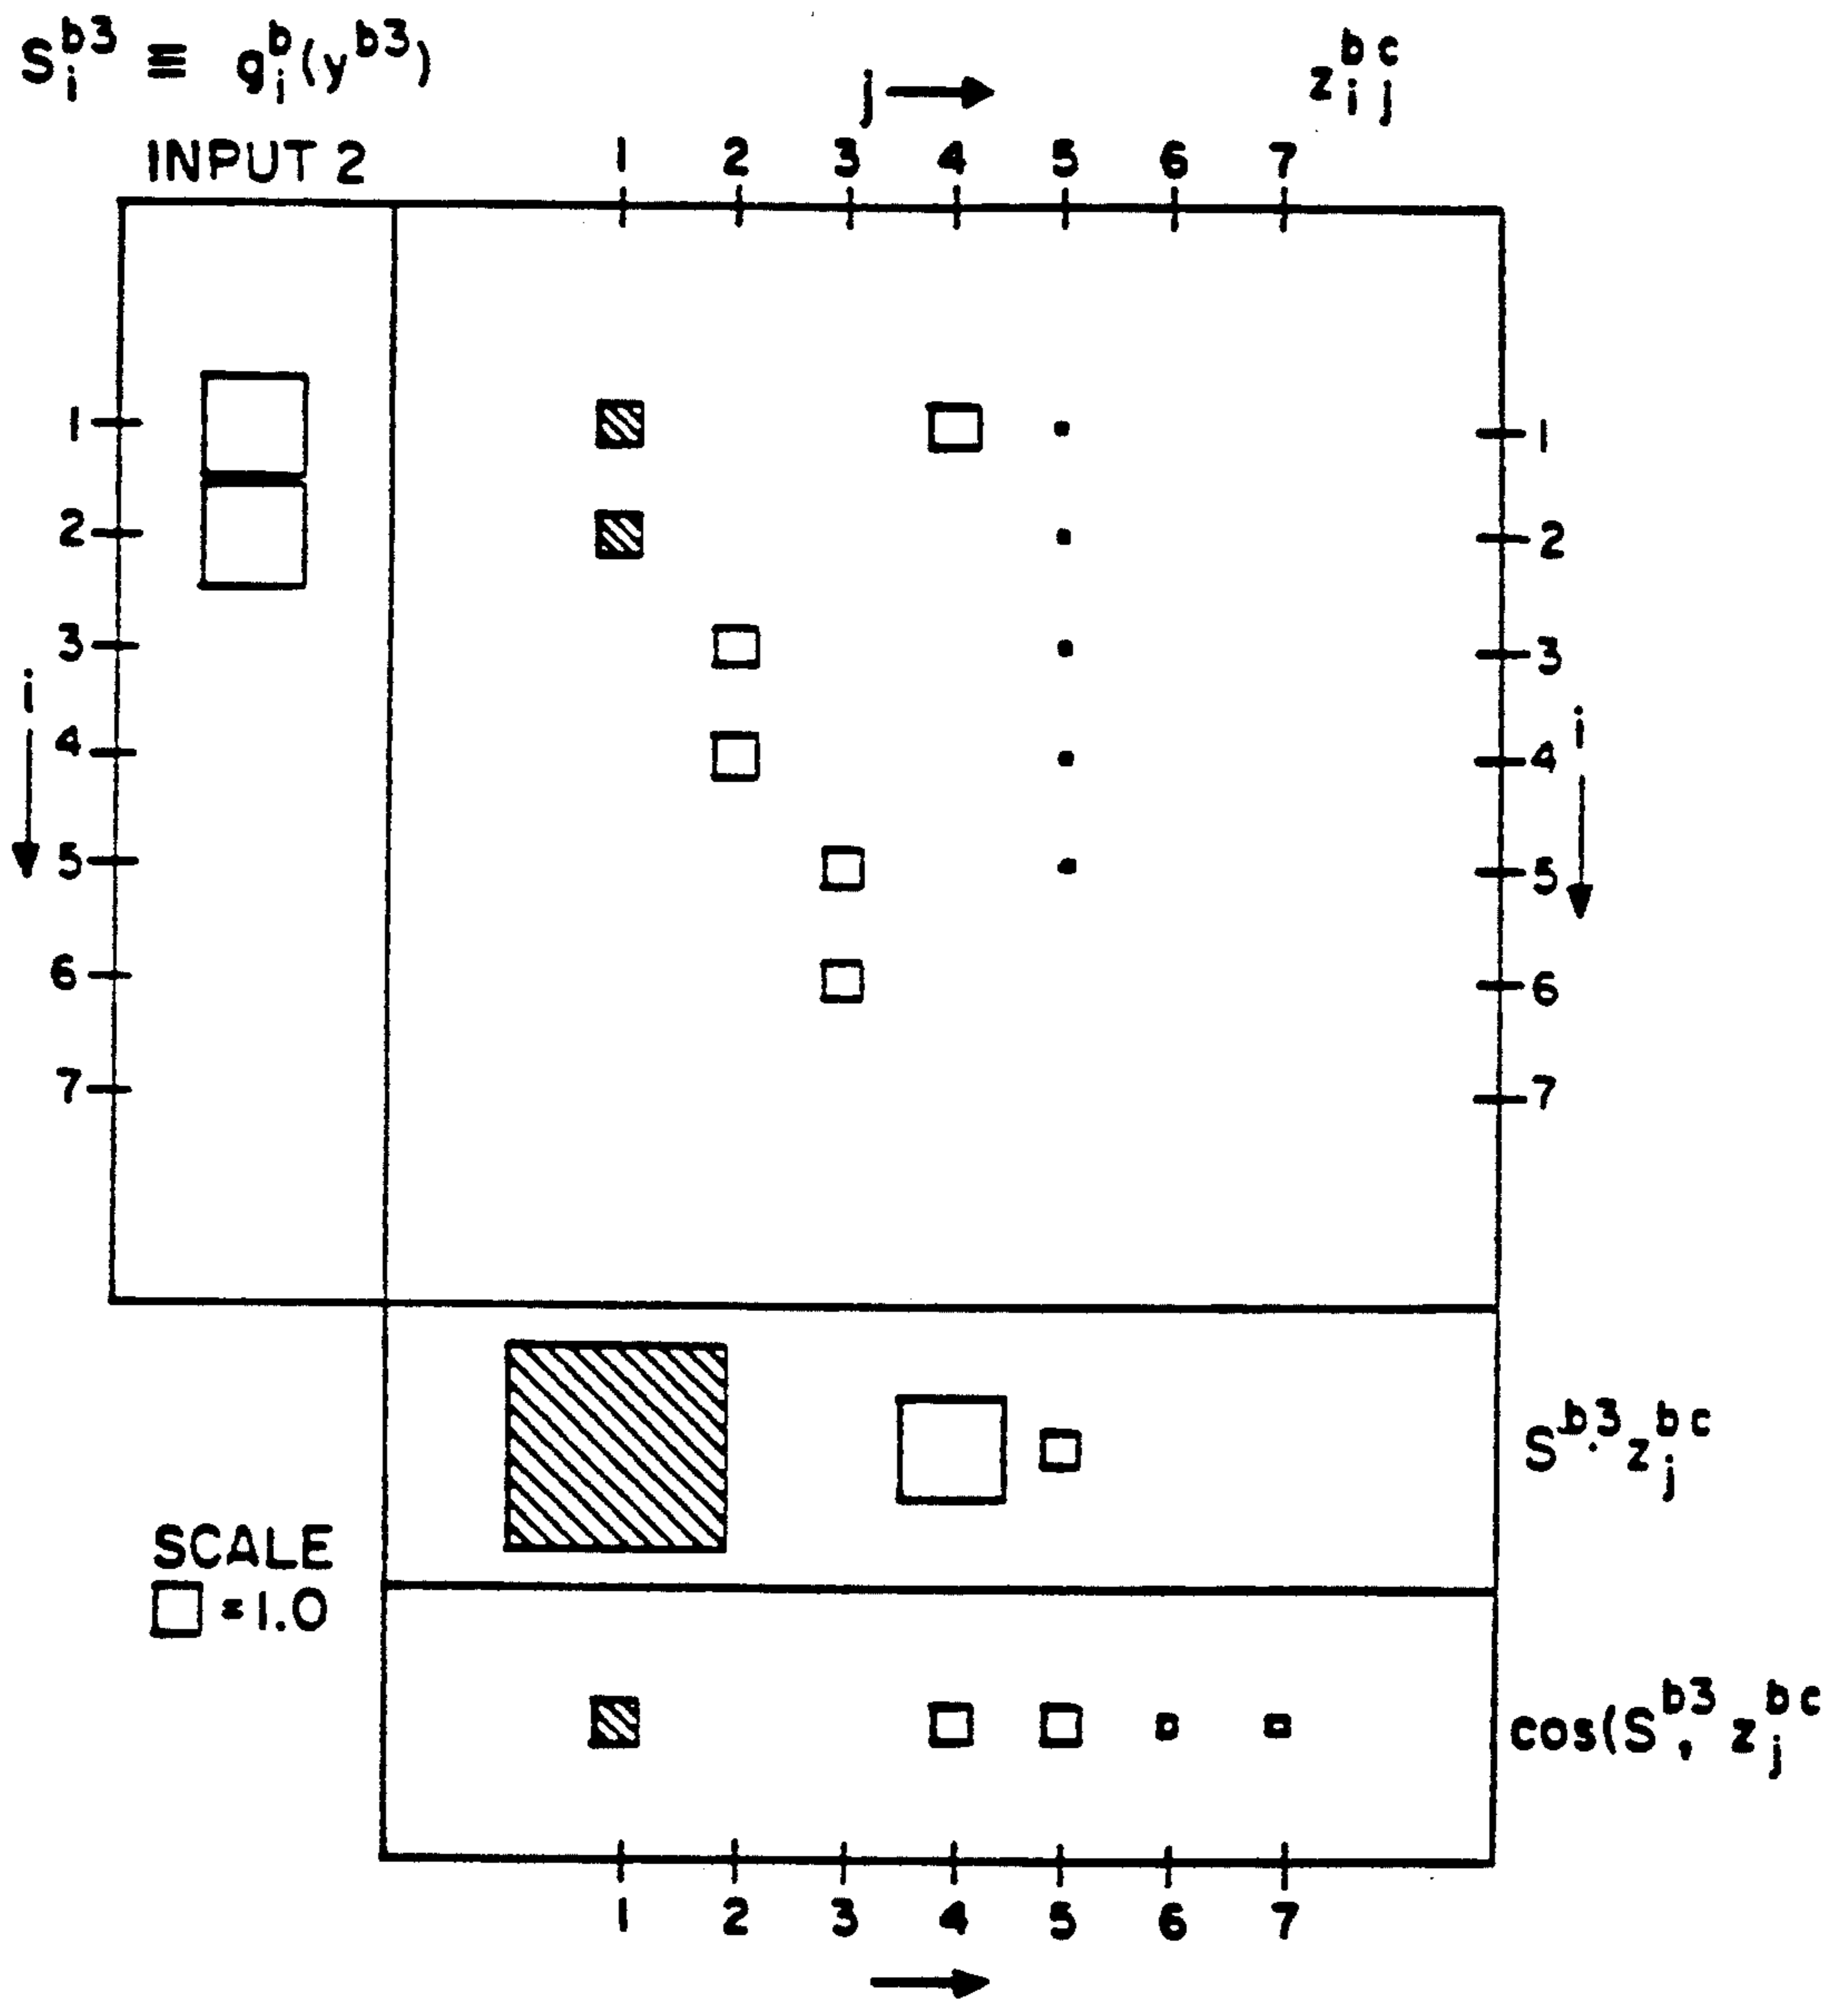 S_i^{b3} ≡ g_i^b(y^{b3})
j → z_{ij}^{bc}
INPUT 2
1 2 3 4 5 6 7
1 1
2 2
3 3
i i
4 4
5 5
6 6
7 7
S^{b3} · z_j^{bc}
SCALE
□ = 1.0
cos(S^{b3}, z_j^{bc}
1 2 3 4 5 6 7